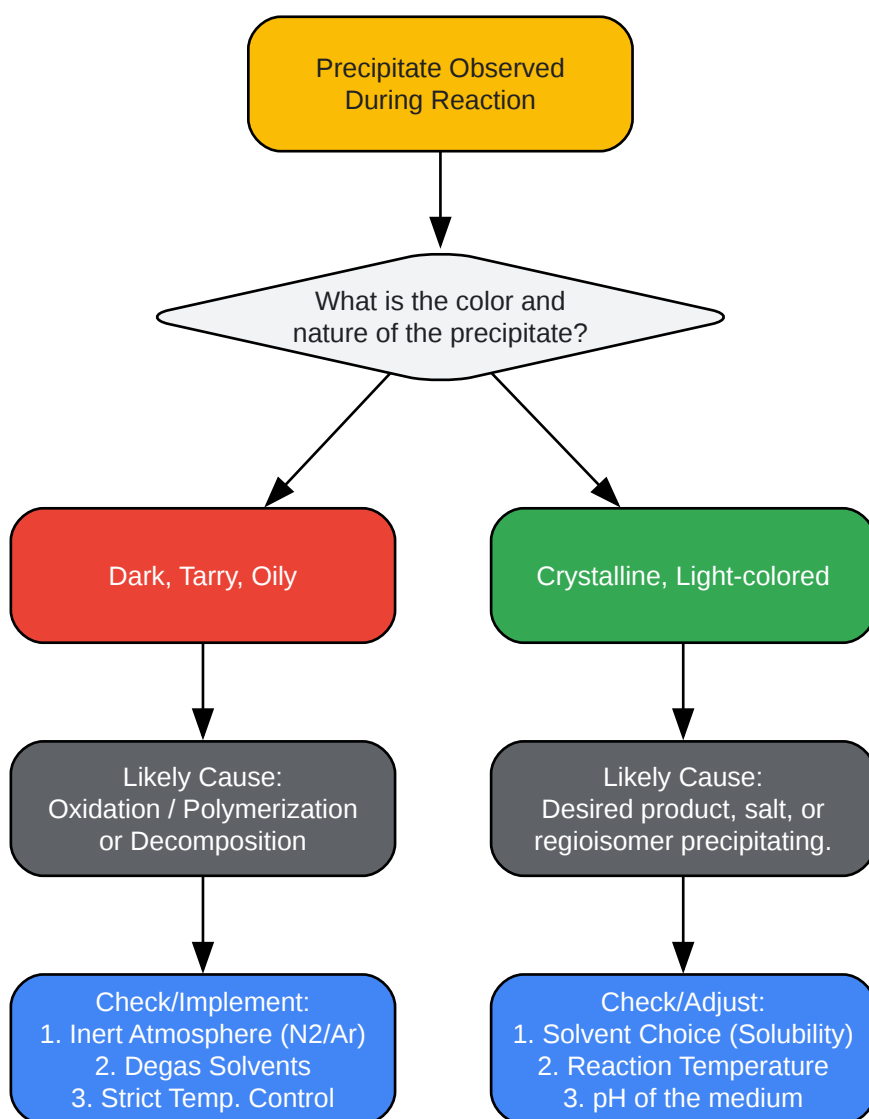 Precipitate Observed
During Reaction
What is the color and
nature of the precipitate?
Dark, Tarry, Oily
Crystalline, Light-colored
Likely Cause:
Oxidation / Polymerization
or Decomposition
Likely Cause:
Desired product, salt, or
regioisomer precipitating.
Check/Implement:
1. Inert Atmosphere (N2/Ar)
2. Degas Solvents
3. Strict Temp. Control
Check/Adjust:
1. Solvent Choice (Solubility)
2. Reaction Temperature
3. pH of the medium